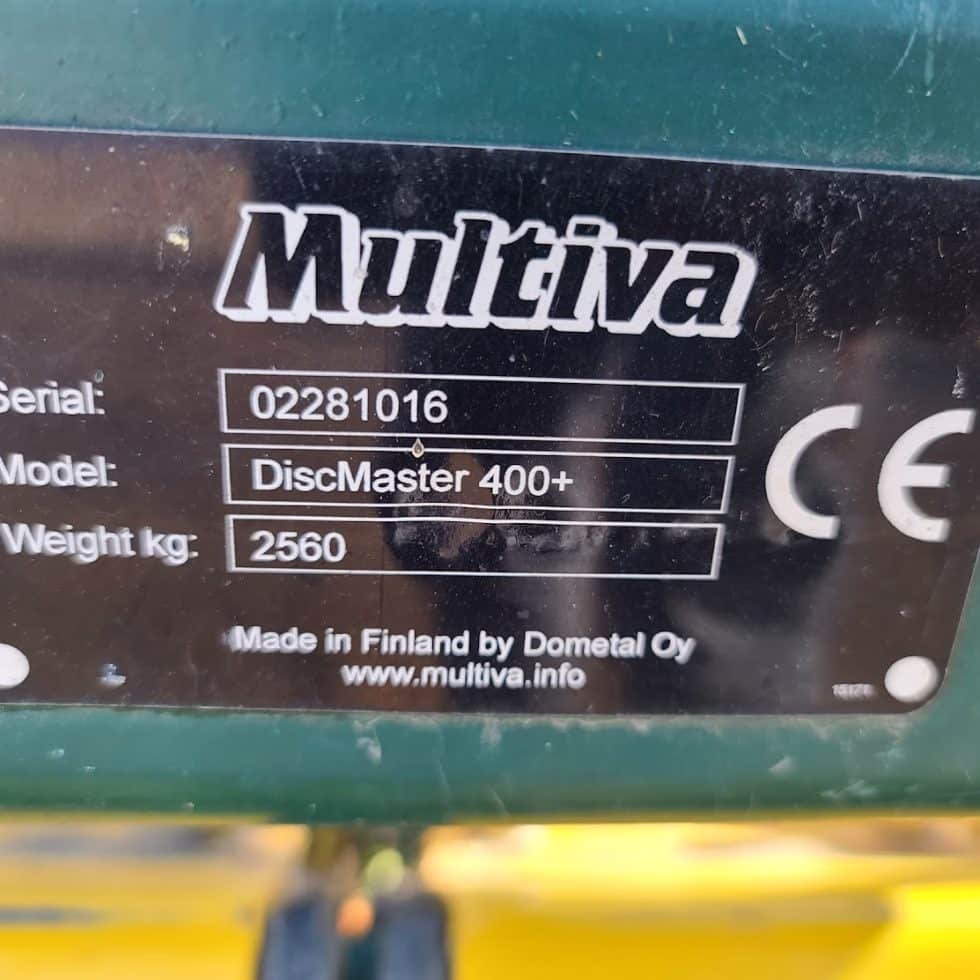 Multiva
Serial: 02281016
Model: DiscMaster 400+
Weight kg: 2560
CE
Made in Finland by Dometal Oy
www.multiva.info